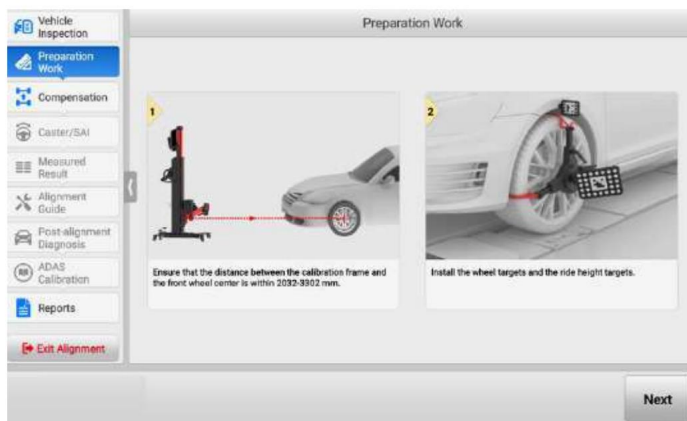 Preparation Work
Vehicle
Inspection
Preparation
Work
Compensation
Caster/SAI
Measured
Result
Alignment
Guide
Post-alignment
Diagnosis
ADAS
Calibration
Reports
Exit Alignment
1
Ensure that the distance between the calibration frame and
the front wheel center is within 2032-3302 mm.
2
Install the wheel targets and the ride height targets.
Next